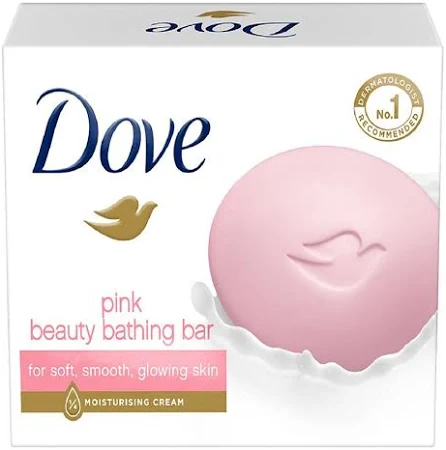 Dove
Dove
DERMATOLOGIST
No.1
RECOMMENDED
pink
beauty bathing bar
for soft, smooth, glowing skin
¼ MOISTURISING CREAM